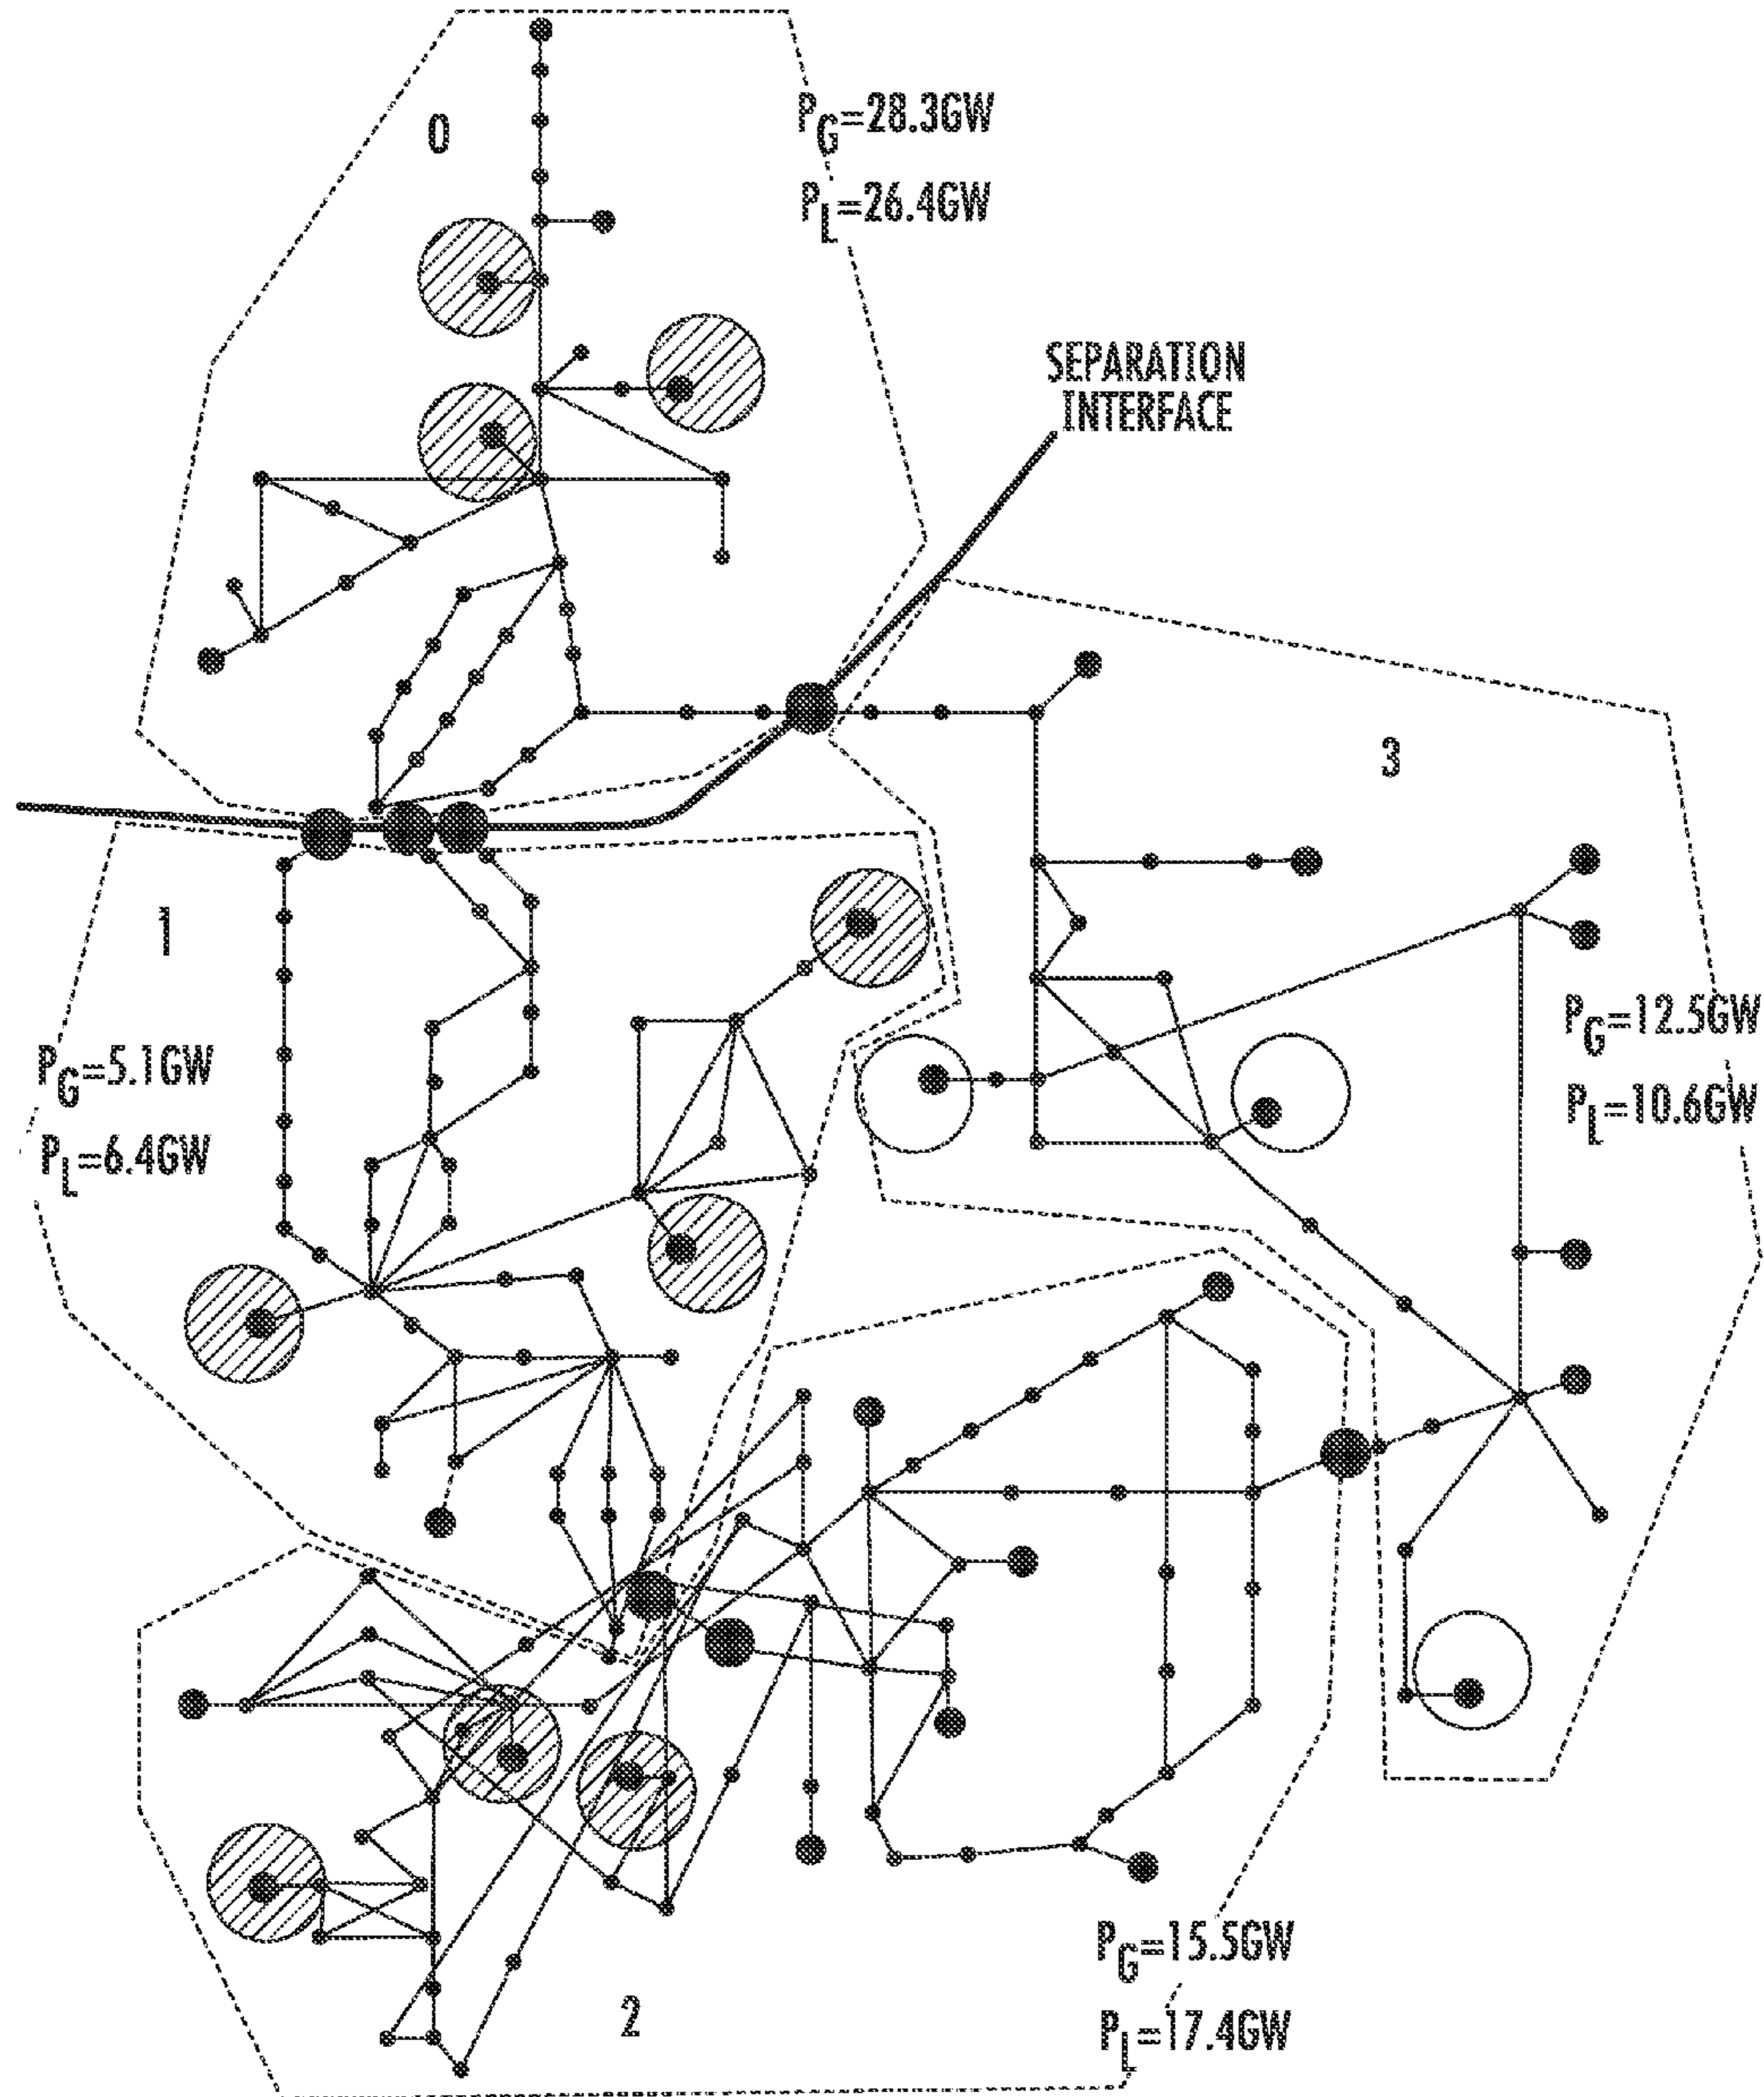 0
P_G=28.3GW
P_L=26.4GW
SEPARATION
INTERFACE
3
1
P_G=12.5GW
P_L=10.6GW
P_G=5.1GW
P_L=6.4GW
P_G=15.5GW
2
P_L=17.4GW